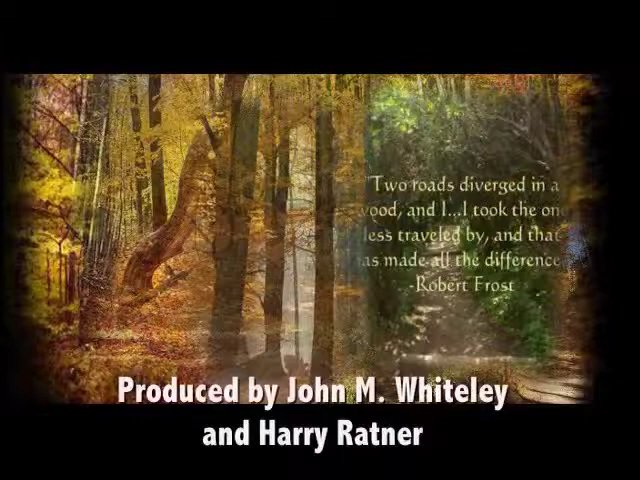 "Two roads diverged in a
wood, and I...I took the one
less traveled by, and that
as made all the difference
-Robert Frost
Produced by John M. Whiteley
and Harry Ratner